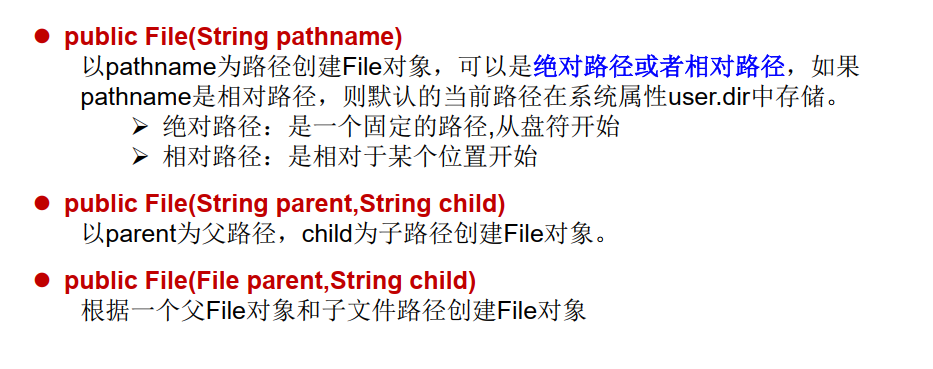 ● public File(String pathname)
以pathname为路径创建File对象，可以是绝对路径或者相对路径，如果
pathname是相对路径，则默认的当前路径在系统属性user.dir中存储。
➢ 绝对路径：是一个固定的路径,从盘符开始
➢ 相对路径：是相对于某个位置开始
● public File(String parent,String child)
以parent为父路径，child为子路径创建File对象。
● public File(File parent,String child)
根据一个父File对象和子文件路径创建File对象